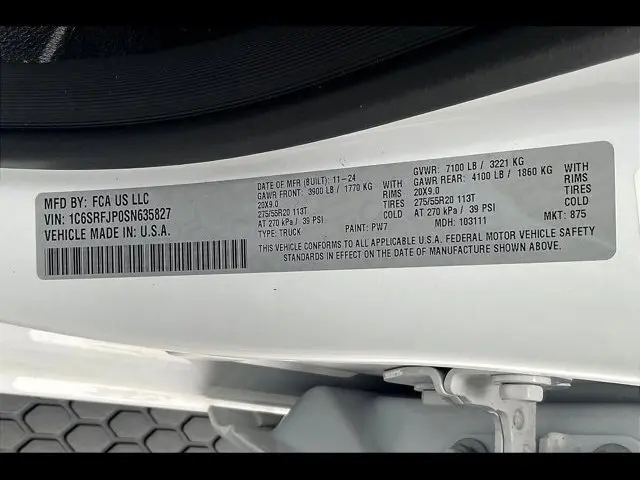 MFD BY: FCA US LLC
VIN: 1C6SRFJP0SN635827
VEHICLE MADE IN: U.S.A.
DATE OF MFR (BUILT): 11-24
GAWR FRONT: 3900 LB / 1770 KG WITH
20X9.0 RIMS
275/55R20 113T TIRES
AT 270 kPa / 39 PSI COLD
TYPE: TRUCK PAINT: PW7
GVWR: 7100 LB / 3221 KG
GAWR REAR: 4100 LB / 1860 KG WITH
20X9.0 RIMS
275/55R20 113T TIRES
AT 270 kPa / 39 PSI COLD
MDH: 103111 MKT: 875
THIS VEHICLE CONFORMS TO ALL APPLICABLE U.S.A. FEDERAL MOTOR VEHICLE SAFETY
STANDARDS IN EFFECT ON THE DATE OF MANUFACTURE SHOWN ABOVE.